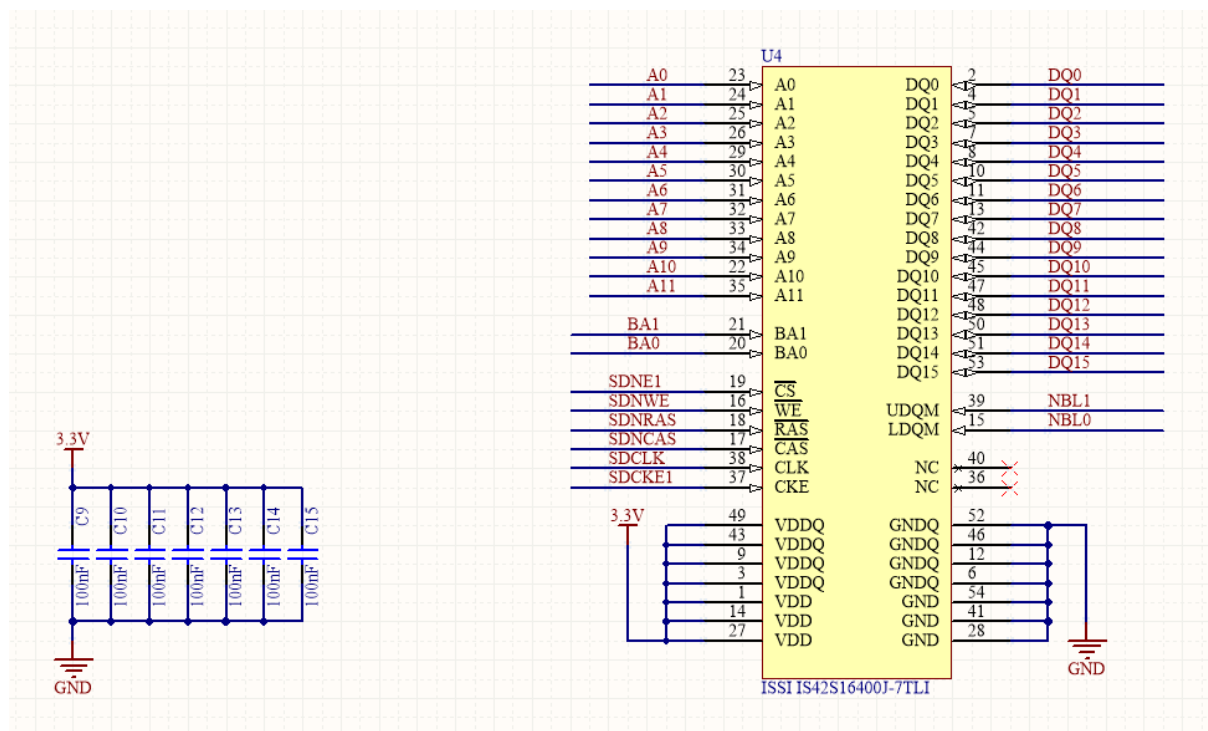 U4
A0 23 A0 DQ0 2 DQ0
A1 24 A1 DQ1 4 DQ1
A2 25 A2 DQ2 5 DQ2
A3 26 A3 DQ3 7 DQ3
A4 29 A4 DQ4 8 DQ4
A5 30 A5 DQ5 10 DQ5
A6 31 A6 DQ6 11 DQ6
A7 32 A7 DQ7 13 DQ7
A8 33 A8 DQ8 42 DQ8
A9 34 A9 DQ9 44 DQ9
A10 22 A10 DQ10 45 DQ10
A11 35 A11 DQ11 47 DQ11
DQ12 48 DQ12
BA1 21 BA1 DQ13 50 DQ13
BA0 20 BA0 DQ14 51 DQ14
DQ15 53 DQ15
SDNE1 19 CS
SDNWE 16 WE UDQM 39 NBL1
SDNRAS 18 RAS LDQM 15 NBL0
SDNCAS 17 CAS
SDCLK 38 CLK NC 40
SDCKE1 37 CKE NC 36
3.3V 49 VDDQ GNDQ 52
43 VDDQ GNDQ 46
9 VDDQ GNDQ 12
3 VDDQ GNDQ 6
1 VDD GND 54
14 VDD GND 41
27 VDD GND 28
GND
ISSI IS42S16400J-7TLI
3.3V
C9 C10 C11 C12 C13 C14 C15
100nF 100nF 100nF 100nF 100nF 100nF 100nF
GND